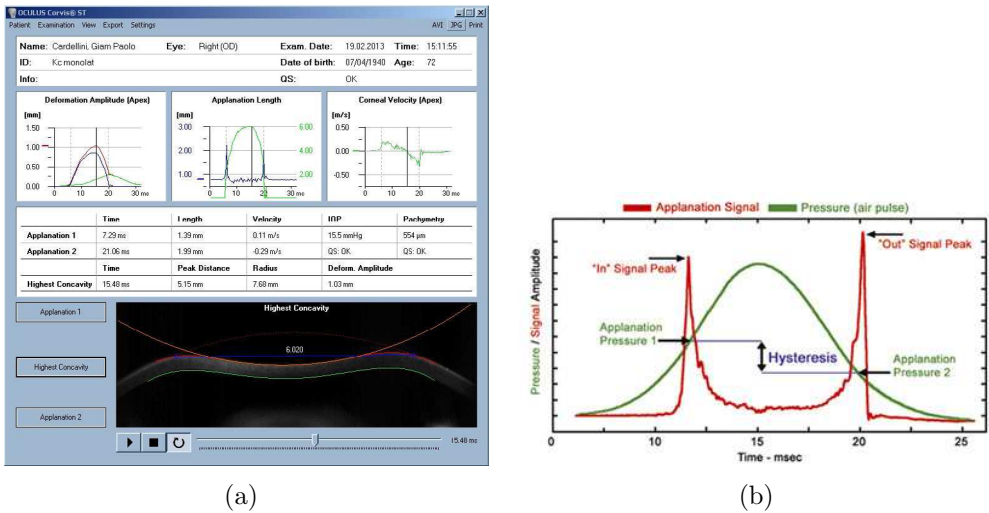 OCULUS Corvis® ST
Patient Examination View Export Settings AVI JPG Print
Name: Cardellini, Giam Paolo Eye: Right (OD) Exam. Date: 19.02.2013 Time: 15:11:55
ID: Kc monolat Date of birth: 07/04/1940 Age: 72
Info: QS: OK
Deformation Amplitude (Apex) Applanation Length Corneal Velocity (Apex)
[mm] [mm] [m/s]
1.50 3.00 6.00 0.50
1.00 2.00 4.00 0.00
0.50 1.00 2.00 -0.50
0.00 0.00
0 10 20 30 ms 0 10 20 30 ms 0 10 20 30 ms
Time Length Velocity IOP Pachymetry
Applanation 1 7.29 ms 1.39 mm 0.11 m/s 15.5 mmHg 554 µm
Applanation 2 21.06 ms 1.99 mm -0.29 m/s QS: OK QS: OK
Time Peak Distance Radius Deform. Amplitude
Highest Concavity 15.48 ms 5.15 mm 7.68 mm 1.03 mm
Applanation 1
Highest Concavity
Applanation 2
Highest Concavity
6.020
15.48 ms
(a)
Applanation Signal Pressure (air pulse)
"Out" Signal Peak
"In" Signal Peak
Applanation
Pressure 1
Hysteresis
Applanation
Pressure 2
Pressure / Signal Amplitude
0 10 15 20 25
Time - msec
(b)